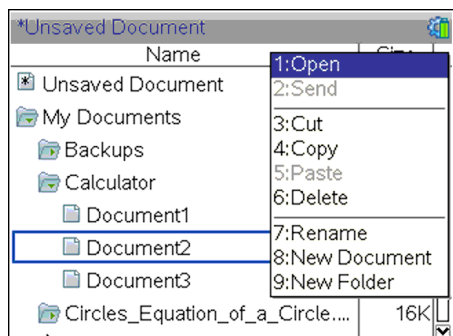 *Unsaved Document
Name
Unsaved Document
My Documents
Backups
Calculator
Document1
Document2
Document3
Circles_Equation_of_a_Circle.... 16K
1:Open
2:Send
3:Cut
4:Copy
5:Paste
6:Delete
7:Rename
8:New Document
9:New Folder